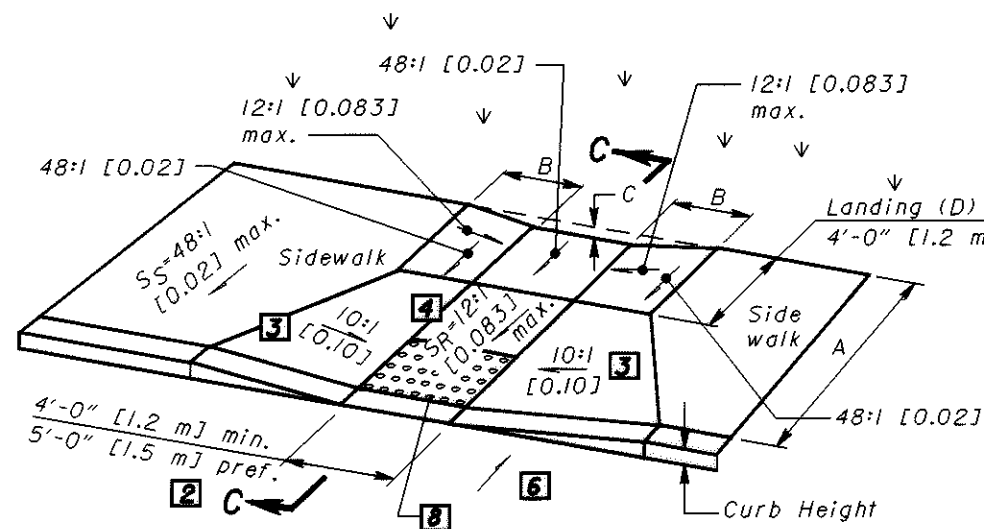 48:1 [0.02]
12:1 [0.083]
max.
12:1 [0.083]
max.
48:1 [0.02]
C
B
C
B
Landing (D)
4'-0" [1.2 m
SS=48:1
[0.02] max.
Sidewalk
4
SR=12:1
[0.083]
max.
3
10:1
[0.10]
10:1
[0.10]
3
Side
walk
A
48:1 [0.02]
4'-0" [1.2 m] min.
5'-0" [1.5 m] pref.
2
C
8
6
Curb Height